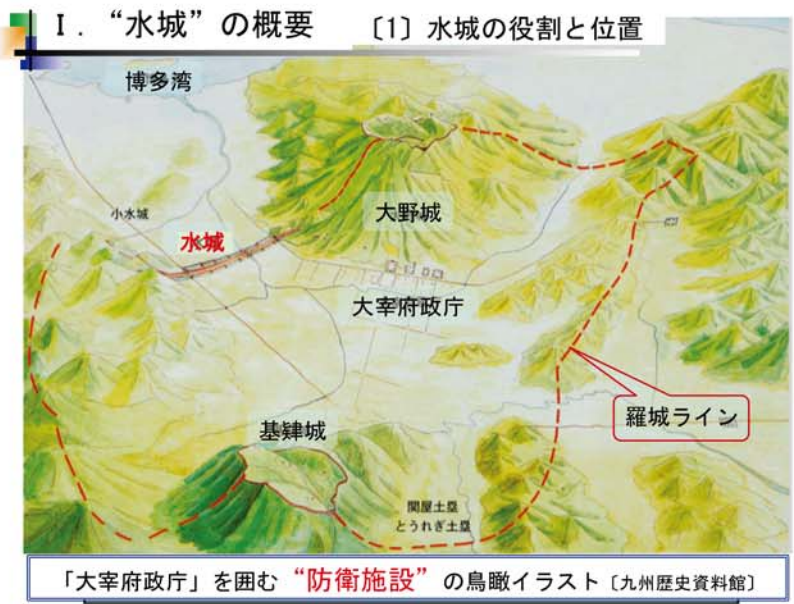 Ⅰ．“水城”の概要 〔1〕水城の役割と位置
博多湾
小水城
水城
大野城
大宰府政庁
羅城ライン
基肄城
関屋土塁
とうれぎ土塁
「大宰府政庁」を囲む“防衛施設”の鳥瞰イラスト〔九州歴史資料館〕